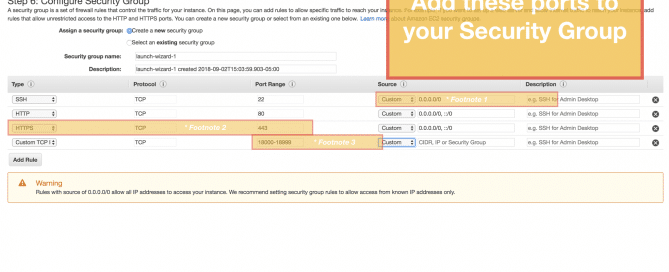 Step 6: Configure Security Group
Add these ports to
your Security Group
A security group is a set of firewall rules that control the traffic for your instance. On this page, you can add rules to allow specific traffic to reach your instance.
rules that allow unrestricted access to the HTTP and HTTPS ports. You can create a new security group or select from an existing one below. Learn more about Amazon EC2 security groups.
Assign a security group: Create a new security group
Select an existing security group
Security group name: launch-wizard-1
Description: launch-wizard-1 created 2018-09-02T15:03:59.903-05:00
Type Protocol Port Range Source Description
SSH TCP 22 Custom 0.0.0.0/0 * Footnote 1 e.g. SSH for Admin Desktop
HTTP TCP 80 Custom 0.0.0.0/0, ::/0 e.g. SSH for Admin Desktop
HTTPS TCP * Footnote 2 443 Custom 0.0.0.0/0, ::/0 e.g. SSH for Admin Desktop
Custom TCP TCP 18000-18999 * Footnote 3 Custom CIDR, IP or Security Group e.g. SSH for Admin Desktop
Add Rule
Warning
Rules with source of 0.0.0.0/0 allow all IP addresses to access your instance. We recommend setting security group rules to allow access from known IP addresses only.